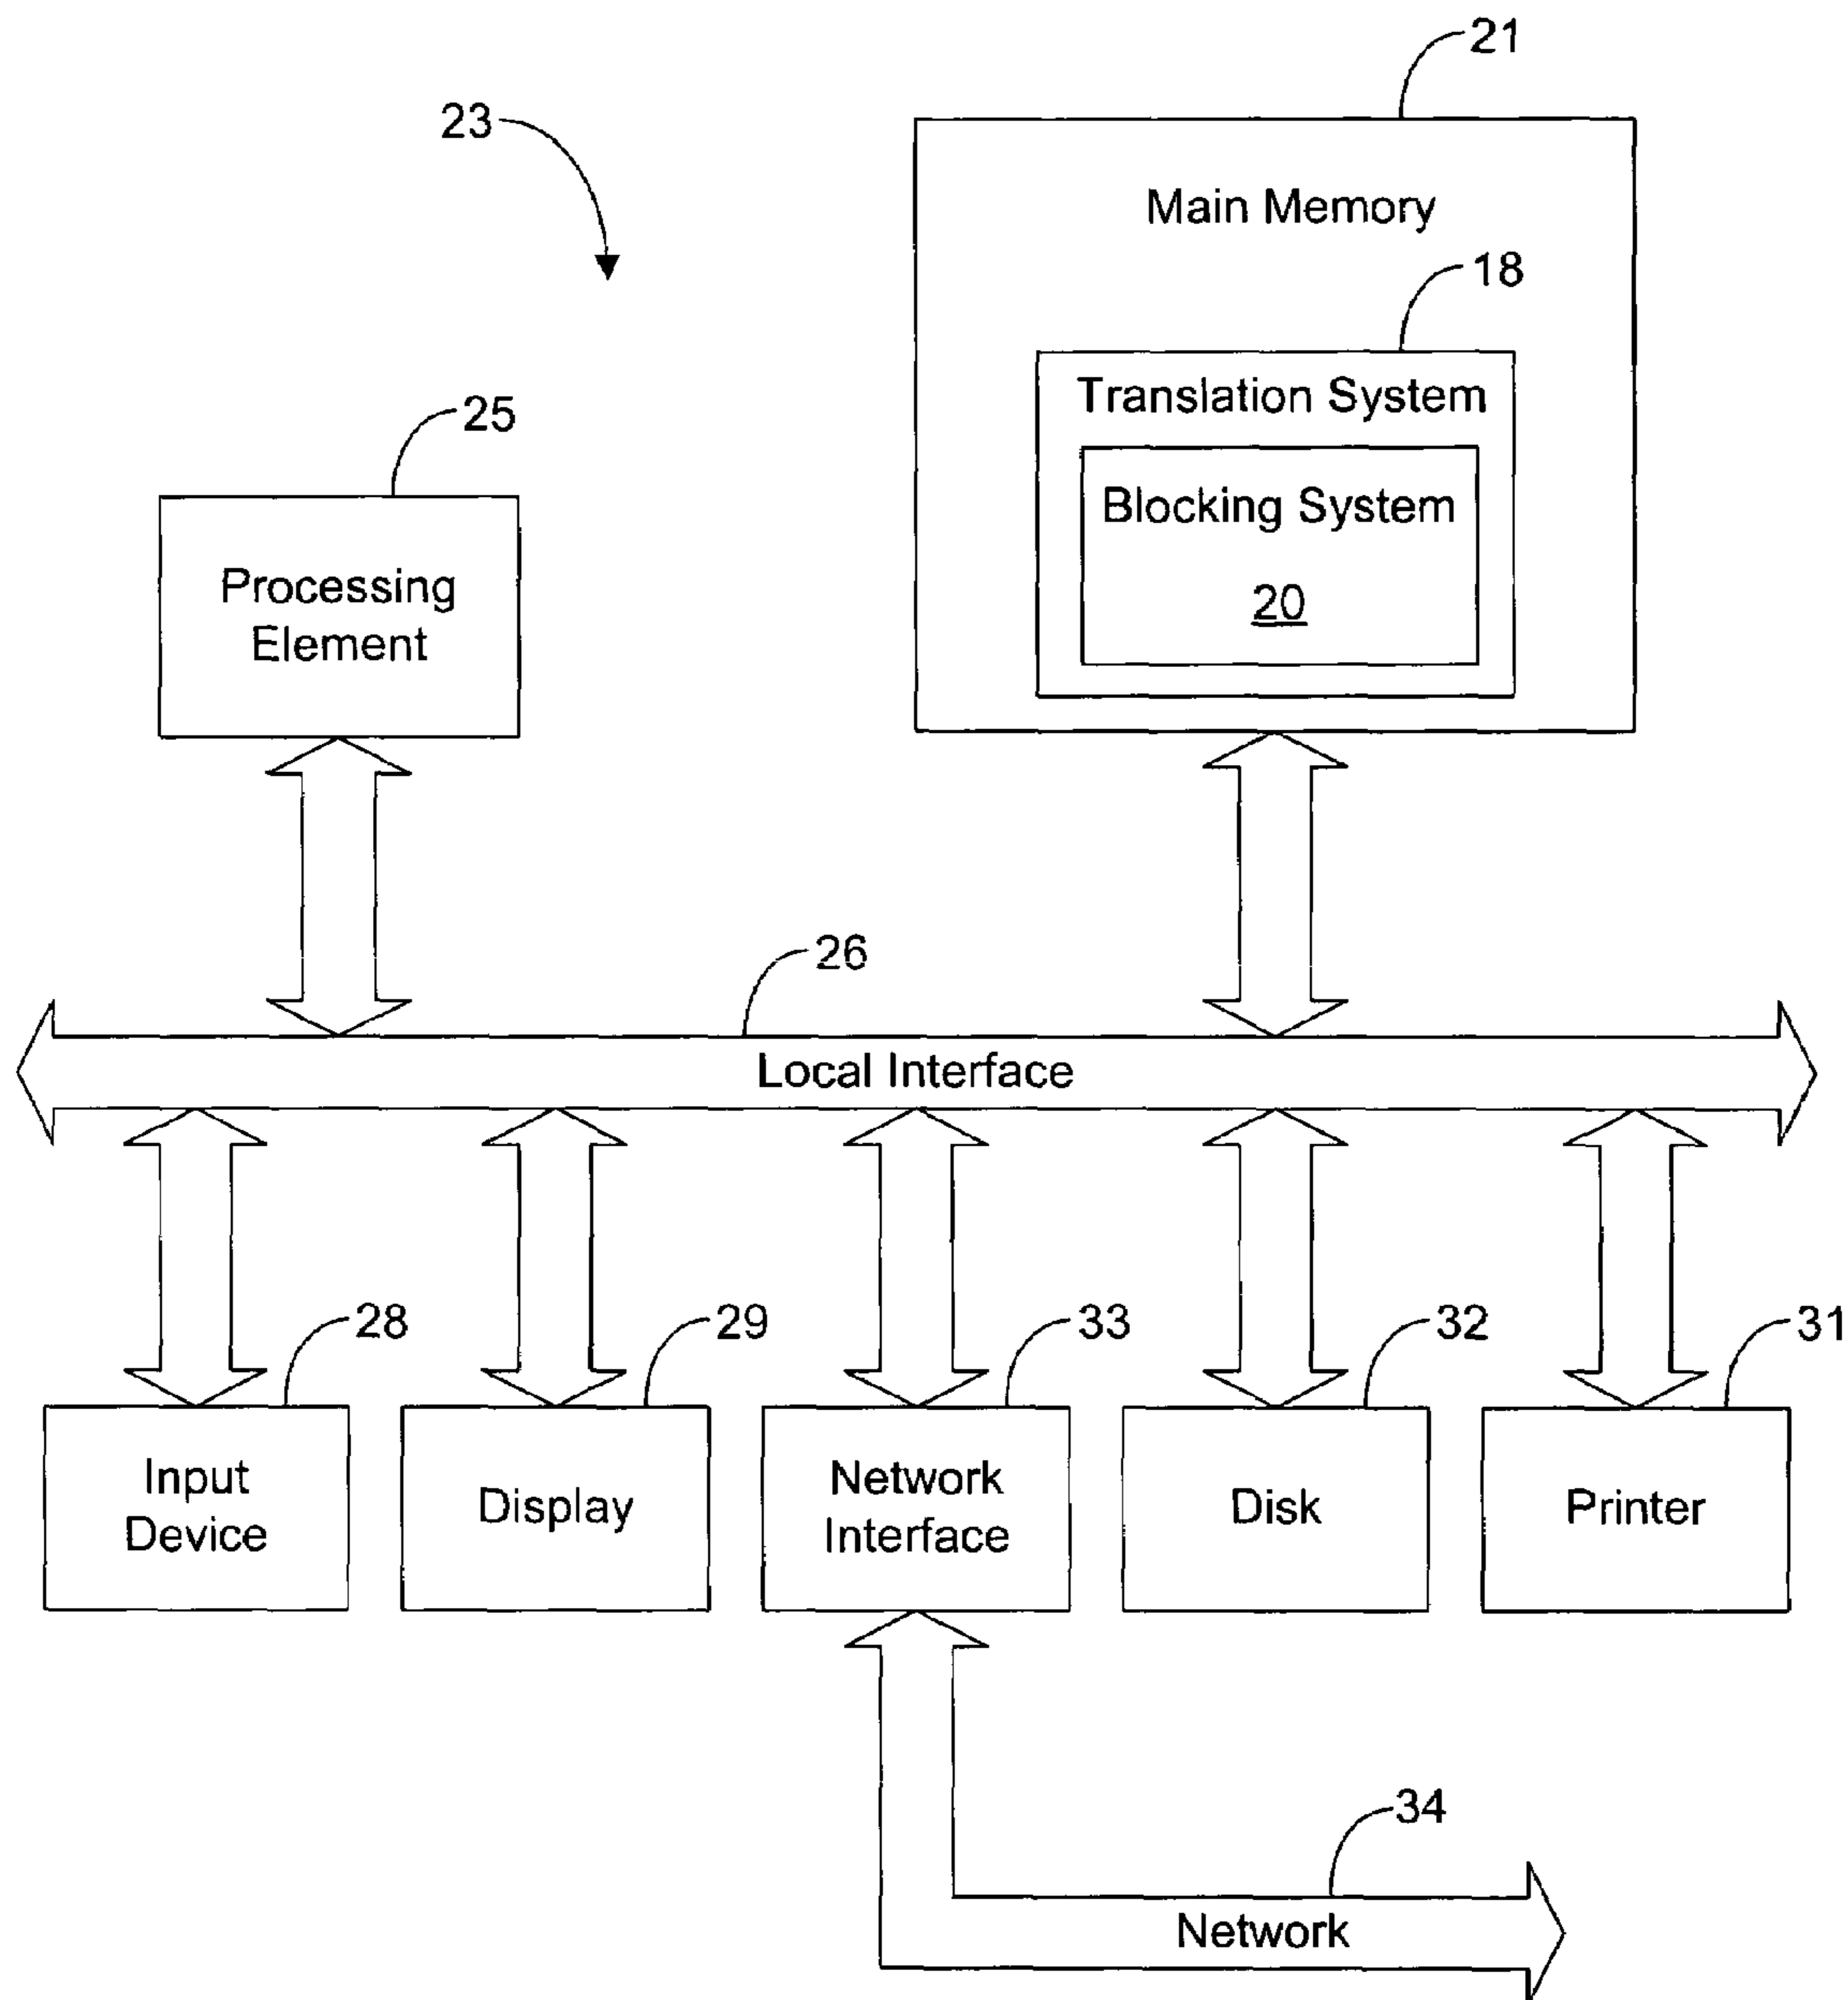 21
23
Main Memory
18
Translation System
25
Blocking System
Processing
Element
20
26
Local Interface
28
29
33
32
31
Input
Device
Display
Network
Interface
Disk
Printer
34
Network